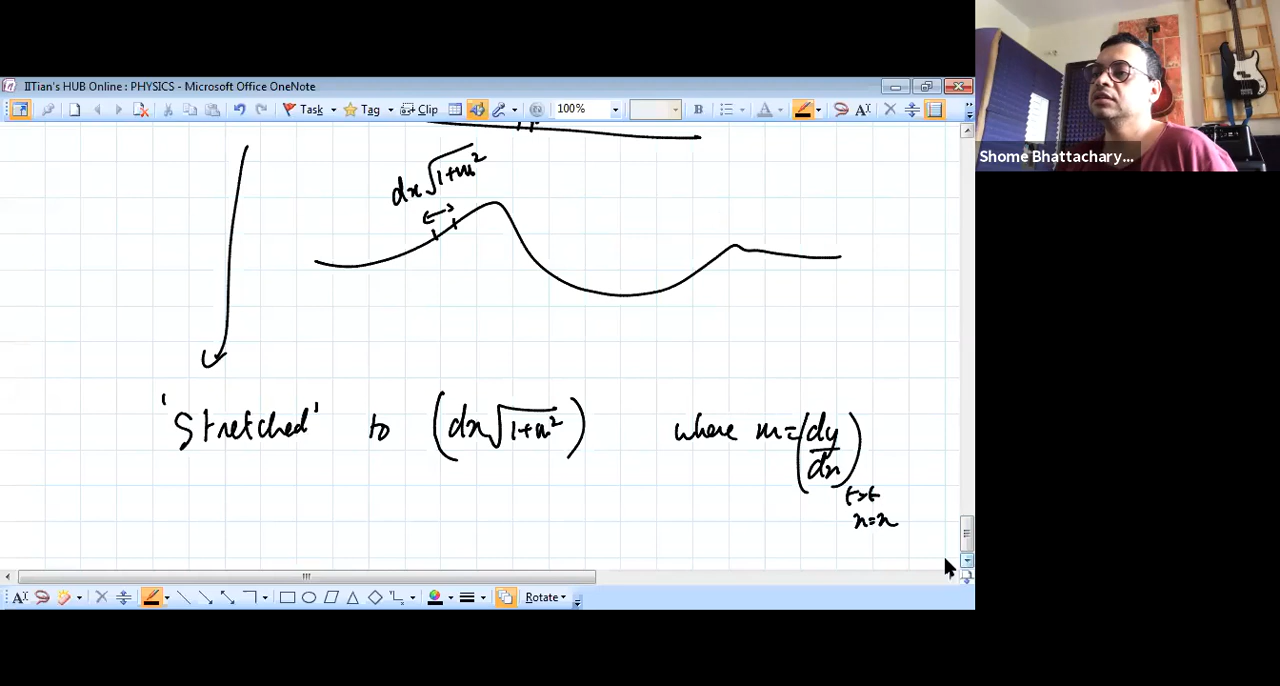 IITian's HUB Online : PHYSICS - Microsoft Office OneNote
Task Tag Clip 100% B A
dx√1+m²
'Stretched' to (dx√1+m²) where m=(dy/dx)
t=t
x=x
Rotate
Shome Bhattachary...